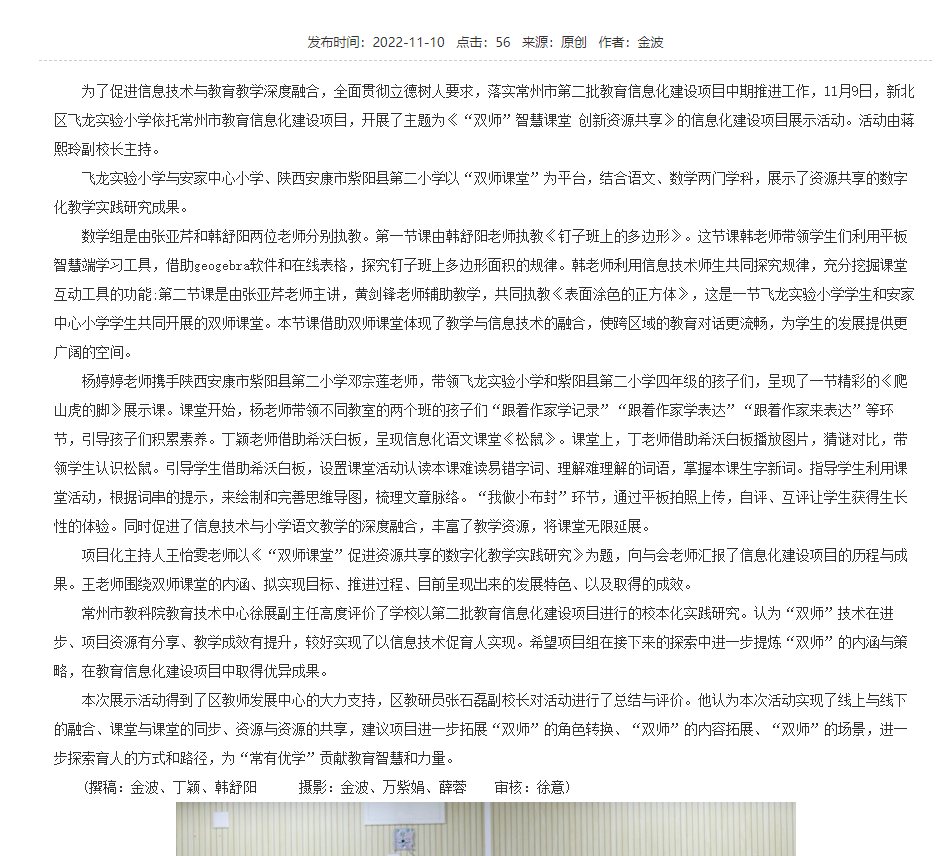 发布时间：2022-11-10 点击：56 来源：原创 作者：金波
为了促进信息技术与教育教学深度融合，全面贯彻立德树人要求，落实常州市第二批教育信息化建设项目中期推进工作，11月9日，新北
区飞龙实验小学依托常州市教育信息化建设项目，开展了主题为《“双师”智慧课堂 创新资源共享》的信息化建设项目展示活动。活动由蒋
熙玲副校长主持。
飞龙实验小学与安家中心小学、陕西安康市紫阳县第二小学以“双师课堂”为平台，结合语文、数学两门学科，展示了资源共享的数字
化教学实践研究成果。
数学组是由张亚芹和韩舒阳两位老师分别执教。第一节课由韩舒阳老师执教《钉子班上的多边形》。这节课韩老师带领学生们利用平板
智慧端学习工具，借助geogebra软件和在线表格，探究钉子班上多边形面积的规律。韩老师利用信息技术师生共同探究规律，充分挖掘课堂
互动工具的功能;第二节课是由张亚芹老师主讲，黄剑锋老师辅助教学，共同执教《表面涂色的正方体》，这是一节飞龙实验小学学生和安家
中心小学学生共同开展的双师课堂。本节课借助双师课堂体现了教学与信息技术的融合，使跨区域的教育对话更流畅，为学生的发展提供更
广阔的空间。
杨婷婷老师携手陕西安康市紫阳县第二小学邓宗莲老师，带领飞龙实验小学和紫阳县第二小学四年级的孩子们，呈现了一节精彩的《爬
山虎的脚》展示课。课堂开始，杨老师带领不同教室的两个班的孩子们“跟着作家学记录”“跟着作家学表达”“跟着作家来表达”等环
节，引导孩子们积累素养。丁颖老师借助希沃白板，呈现信息化语文课堂《松鼠》。课堂上，丁老师借助希沃白板播放图片，猜谜对比，带
领学生认识松鼠。引导学生借助希沃白板，设置课堂活动认读本课难读易错字词、理解难理解的词语，掌握本课生字新词。指导学生利用课
堂活动，根据词串的提示，来绘制和完善思维导图，梳理文章脉络。“我做小布封”环节，通过平板拍照上传，自评、互评让学生获得生长
性的体验。同时促进了信息技术与小学语文教学的深度融合，丰富了教学资源，将课堂无限延展。
项目化主持人王怡雯老师以《“双师课堂”促进资源共享的数字化教学实践研究》为题，向与会老师汇报了信息化建设项目的历程与成
果。王老师围绕双师课堂的内涵、拟实现目标、推进过程、目前呈现出来的发展特色、以及取得的成效。
常州市教科院教育技术中心徐展副主任高度评价了学校以第二批教育信息化建设项目进行的校本化实践研究。认为“双师”技术在进
步、项目资源有分享、教学成效有提升，较好实现了以信息技术促育人实现。希望项目组在接下来的探索中进一步提炼“双师”的内涵与策
略，在教育信息化建设项目中取得优异成果。
本次展示活动得到了区教师发展中心的大力支持，区教研员张石磊副校长对活动进行了总结与评价。他认为本次活动实现了线上与线下
的融合、课堂与课堂的同步、资源与资源的共享，建议项目进一步拓展“双师”的角色转换、“双师”的内容拓展、“双师”的场景，进一
步探索育人的方式和路径，为“常有优学”贡献教育智慧和力量。
（撰稿：金波、丁颖、韩舒阳 摄影：金波、万紫娟、薛蓉 审核：徐意）